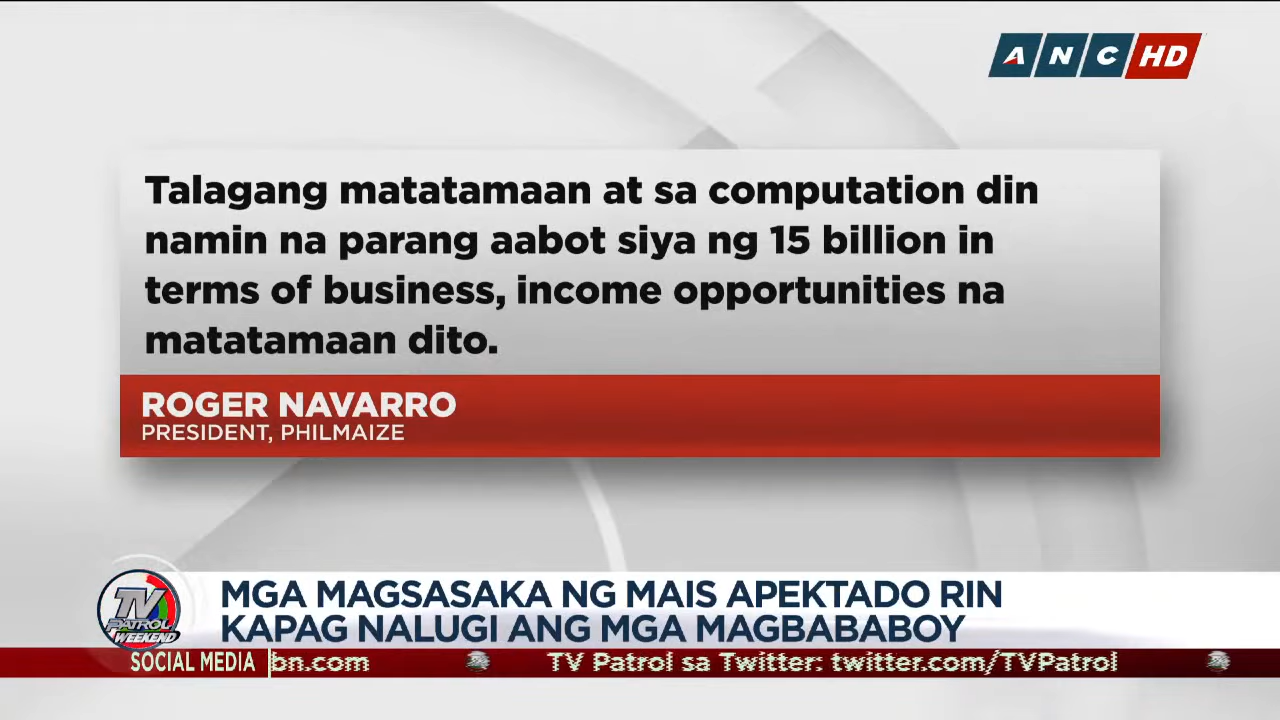 ANC HD
Talagang matatamaan at sa computation din
namin na parang aabot siya ng 15 billion in
terms of business, income opportunities na
matatamaan dito.
ROGER NAVARRO
PRESIDENT, PHILMAIZE
TV
PATROL
WEEKEND
MGA MAGSASAKA NG MAIS APEKTADO RIN
KAPAG NALUGI ANG MGA MAGBABABOY
SOCIAL MEDIA bn.com TV Patrol sa Twitter: twitter.com/TVPatrol